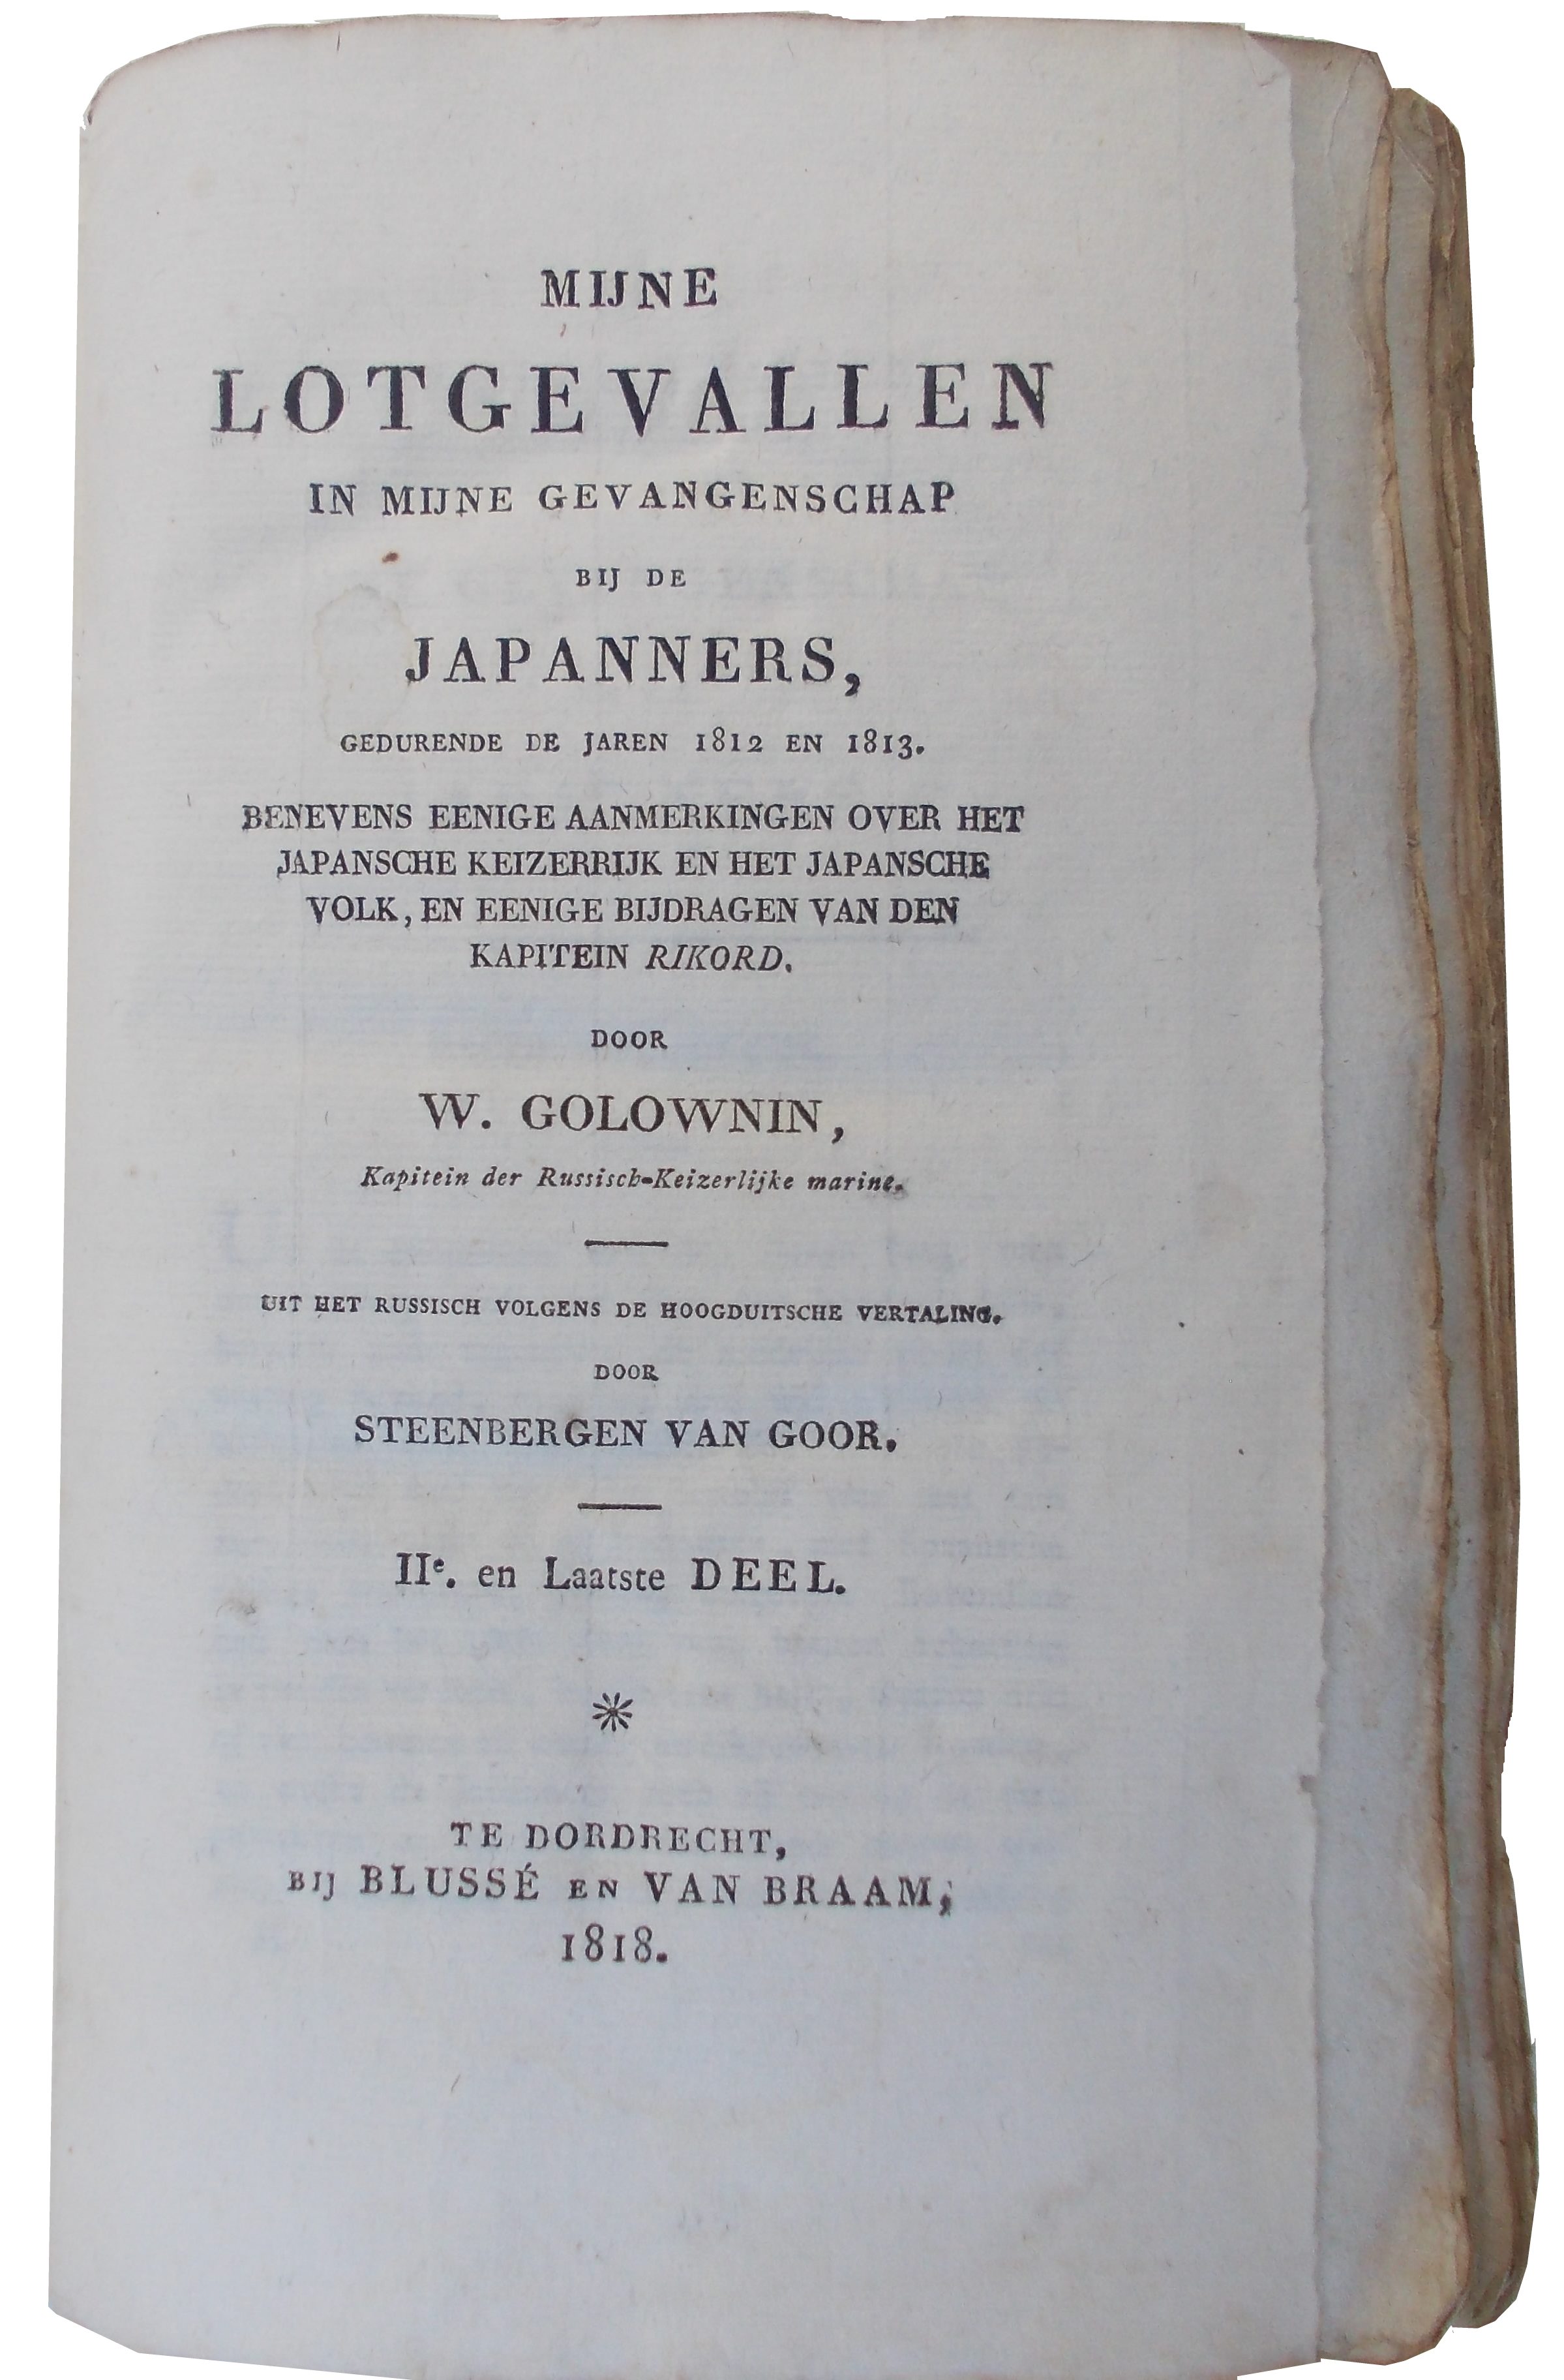 MIJNE
LOTGEVALLEN
IN MIJNE GEVANGENSCHAP
BIJ DE
JAPANNERS,
GEDURENDE DE JAREN 1812 EN 1813.
BENEVENS EENIGE AANMERKINGEN OVER HET
JAPANSCHE KEIZERRIJK EN HET JAPANSCHE
VOLK, EN EENIGE BIJDRAGEN VAN DEN
KAPITEIN RIKORD.
DOOR
W. GOLOWNIN,
Kapitein der Russisch-Keizerlijke marine.
UIT HET RUSSISCH VOLGENS DE HOOGDUITSCHE VERTALING.
DOOR
STEENBERGEN VAN GOOR.
IIe. en Laatste DEEL.
TE DORDRECHT,
BIJ BLUSSÉ EN VAN BRAAM,
1818.